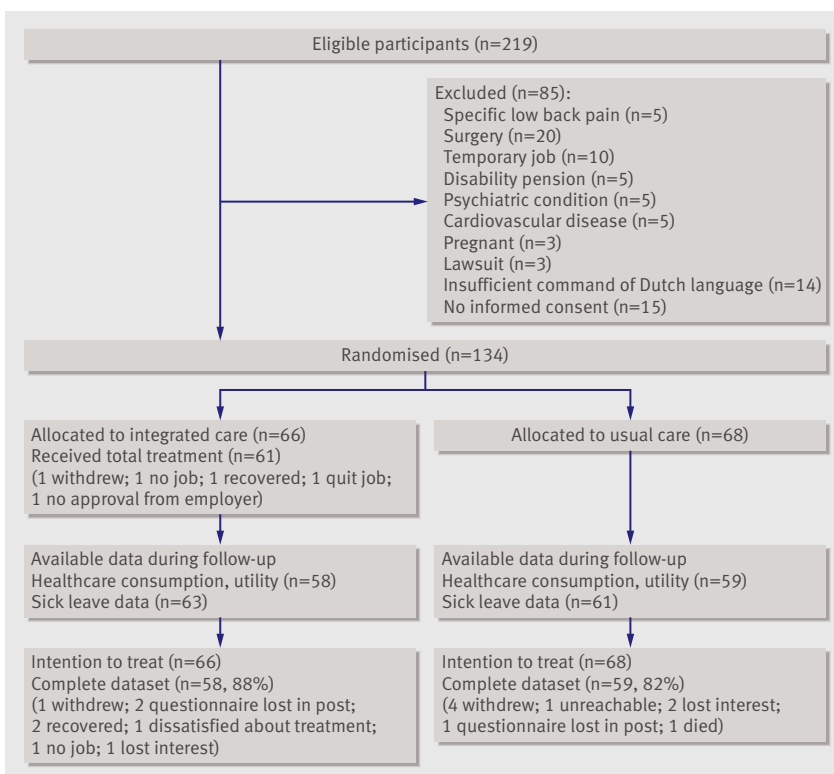 Eligible participants (n=219)
Excluded (n=85):
Specific low back pain (n=5)
Surgery (n=20)
Temporary job (n=10)
Disability pension (n=5)
Psychiatric condition (n=5)
Cardiovascular disease (n=5)
Pregnant (n=3)
Lawsuit (n=3)
Insufficient command of Dutch language (n=14)
No informed consent (n=15)
Randomised (n=134)
Allocated to integrated care (n=66)
Received total treatment (n=61)
(1 withdrew; 1 no job; 1 recovered; 1 quit job;
1 no approval from employer)
Allocated to usual care (n=68)
Available data during follow-up
Healthcare consumption, utility (n=58)
Sick leave data (n=63)
Available data during follow-up
Healthcare consumption, utility (n=59)
Sick leave data (n=61)
Intention to treat (n=66)
Complete dataset (n=58, 88%)
(1 withdrew; 2 questionnaire lost in post;
2 recovered; 1 dissatisfied about treatment;
1 no job; 1 lost interest)
Intention to treat (n=68)
Complete dataset (n=59, 82%)
(4 withdrew; 1 unreachable; 2 lost interest;
1 questionnaire lost in post; 1 died)